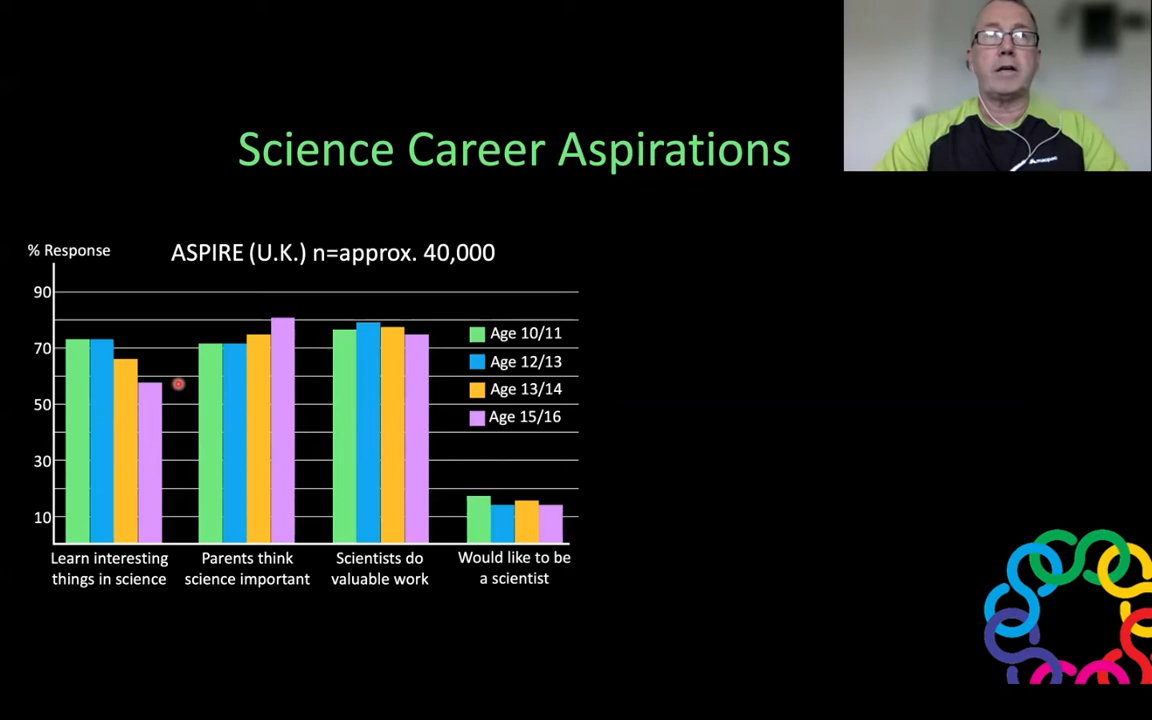 Science Career Aspirations
% Response
ASPIRE (U.K.) n=approx. 40,000
90
70
50
30
10
Age 10/11
Age 12/13
Age 13/14
Age 15/16
Learn interesting
things in science
Parents think
science important
Scientists do
valuable work
Would like to be
a scientist